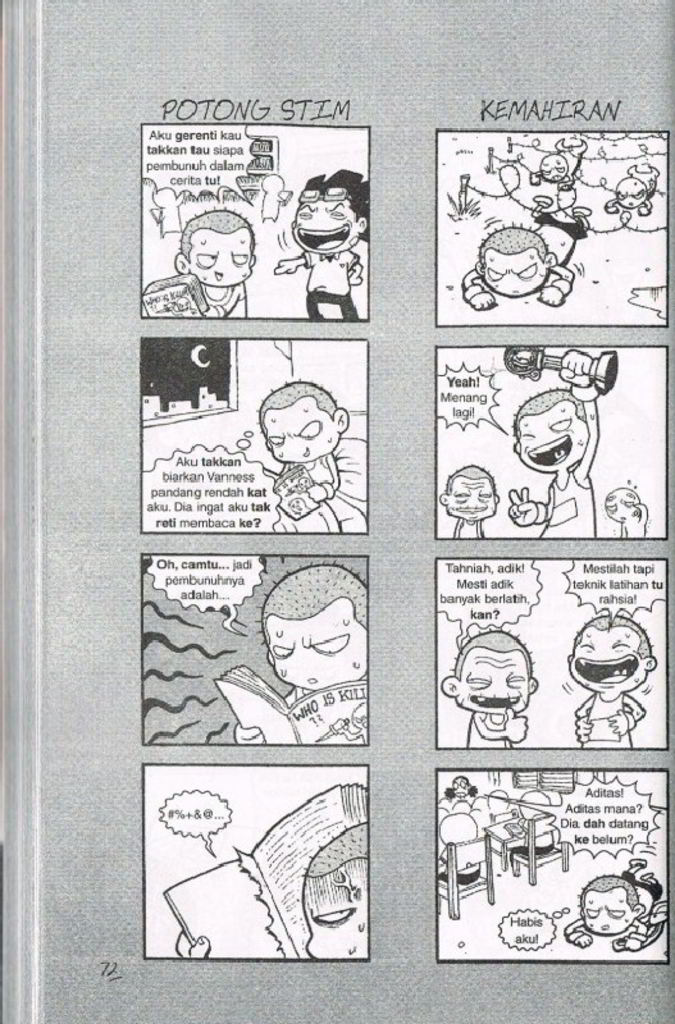 POTONG STIM
Aku gerenti kau
takkan tau siapa
pembunuh dalam
cerita tu!
WHO IS KILL
Aku takkan
biarkan Vanness
pandang rendah kat
aku. Dia ingat aku tak
reti membaca ke?
Oh, camtu... jadi
pembunuhnya
adalah....
WHO IS KILL
??
#%+&@...
KEMAHIRAN
Yeah!
Menang
lagi!
Tahniah, adik!
Mesti adik
banyak berlatih,
kan?
Mestilah tapi
teknik latihan tu
rahsia!
Aditas!
Aditas mana?
Dia dah datang
ke belum?
Habis
aku!
72